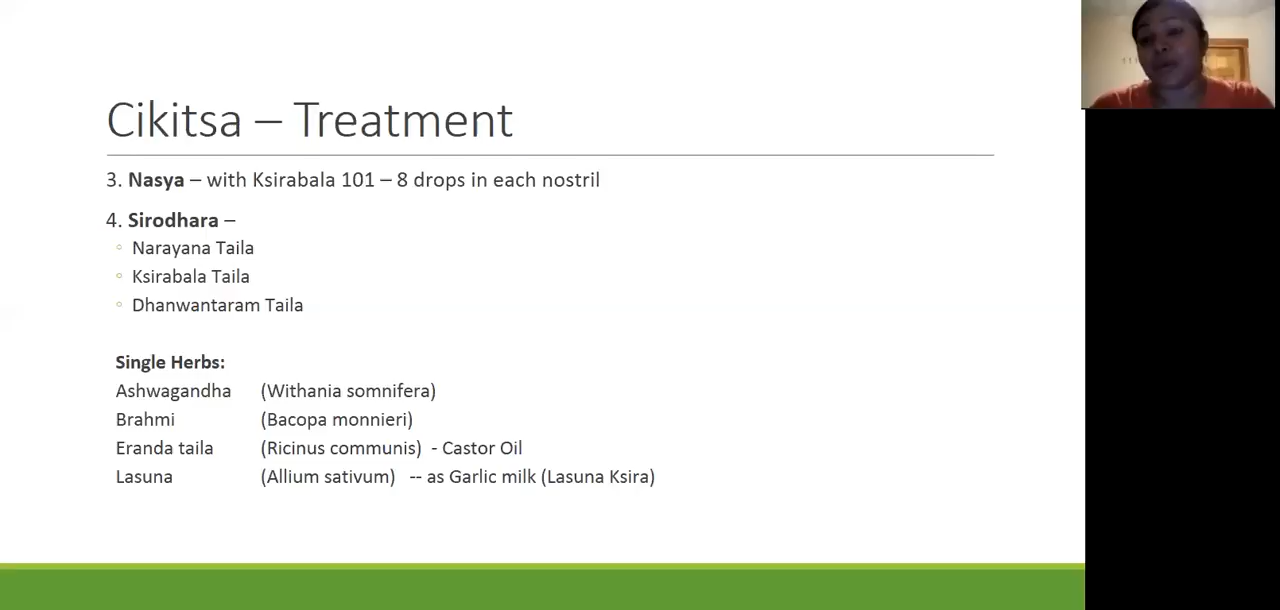 Cikitsa – Treatment
3. Nasya – with Ksirabala 101 – 8 drops in each nostril
4. Sirodhara –
Narayana Taila
Ksirabala Taila
Dhanwantaram Taila
Single Herbs:
Ashwagandha (Withania somnifera)
Brahmi (Bacopa monnieri)
Eranda taila (Ricinus communis) - Castor Oil
Lasuna (Allium sativum) -- as Garlic milk (Lasuna Ksira)